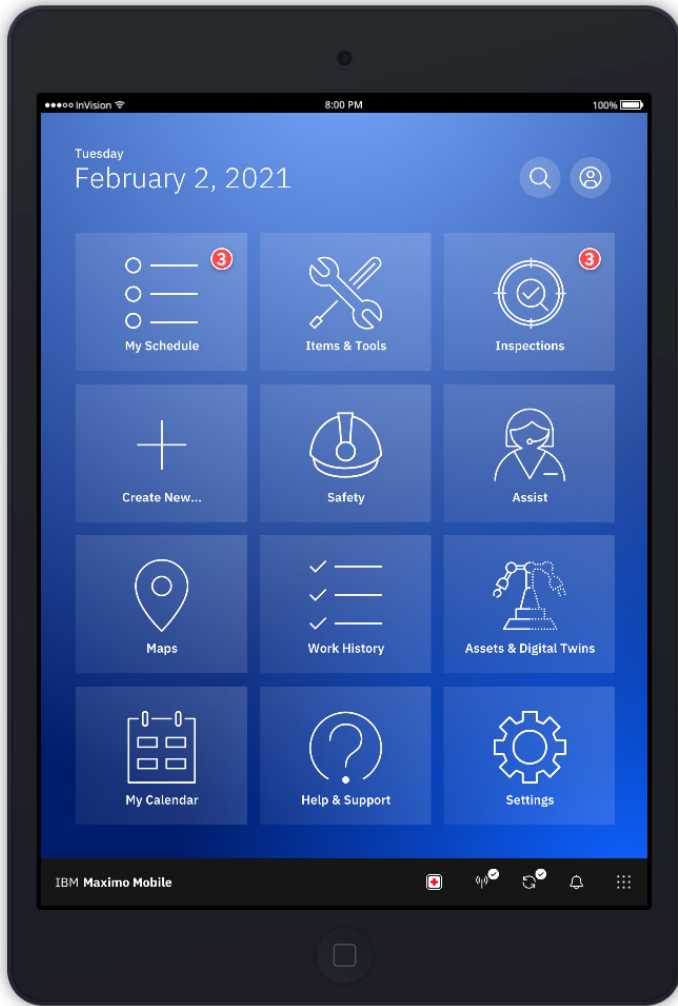 InVision
8:00 PM
100%
Tuesday
February 2, 2021
3
My Schedule
Items & Tools
3
Inspections
Create New...
Safety
Assist
Maps
Work History
Assets & Digital Twins
My Calendar
Help & Support
Settings
IBM Maximo Mobile